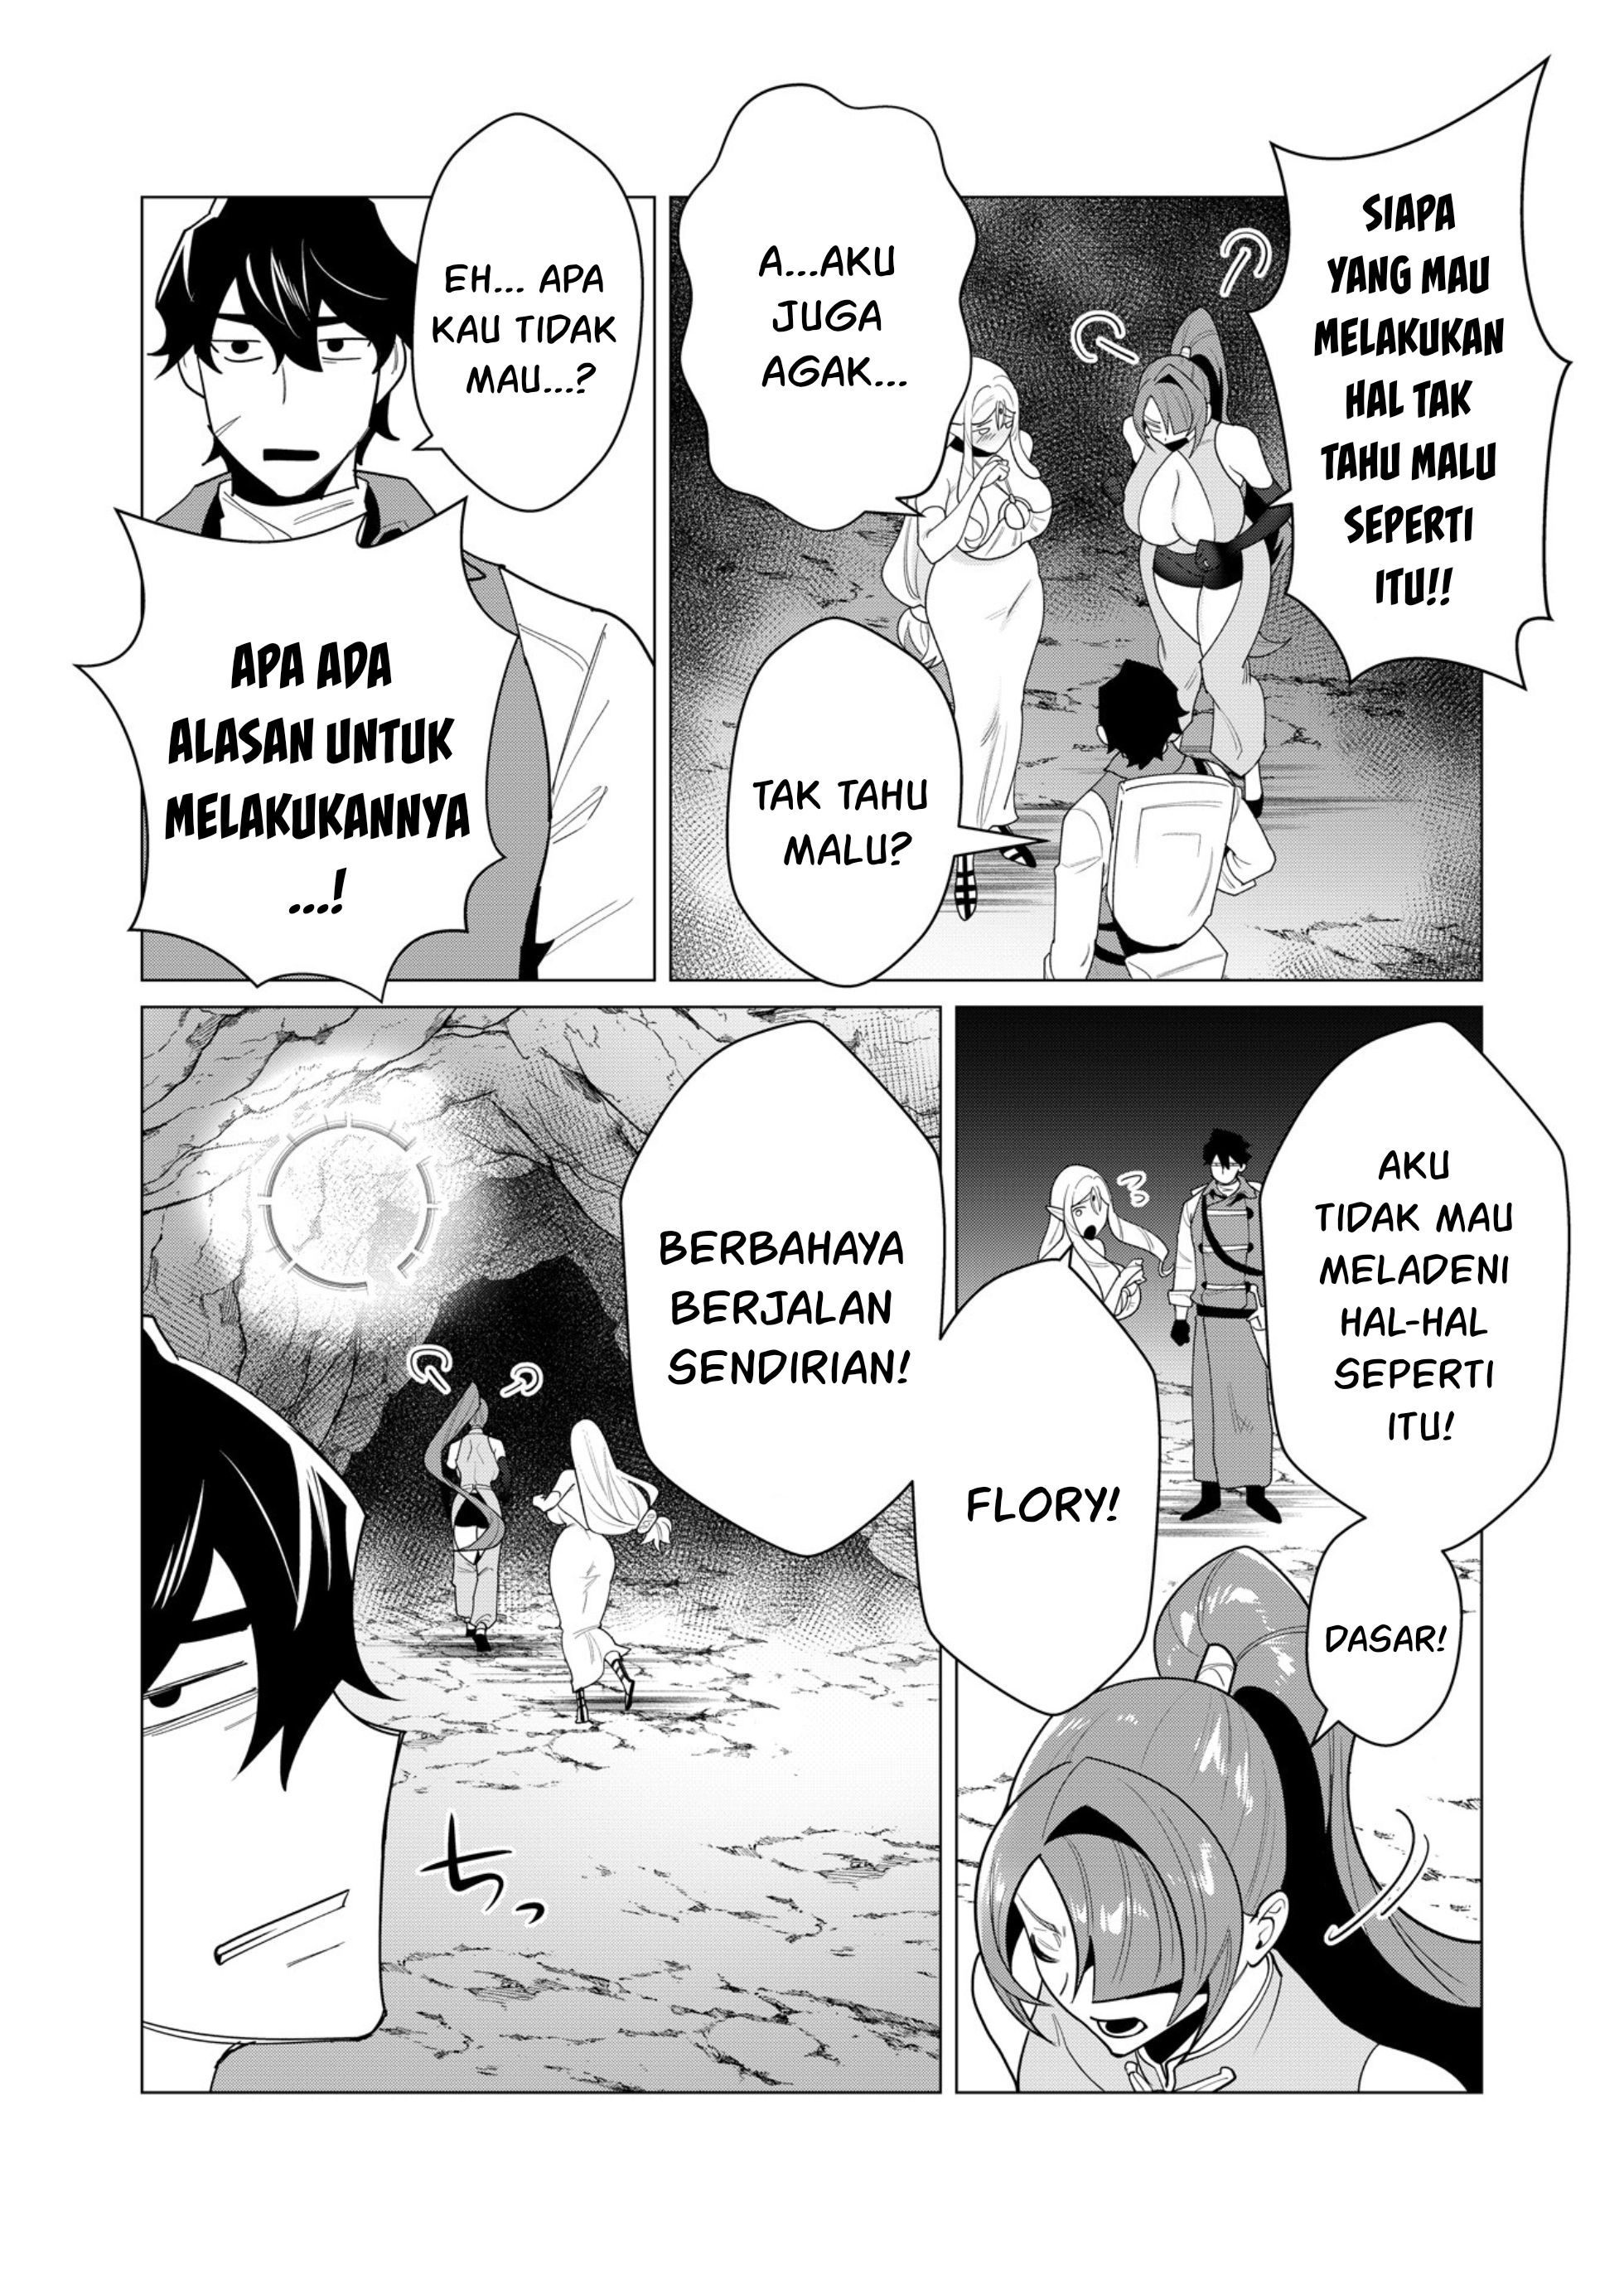 SIAPA
YANG MAU
MELAKUKAN
HAL TAK
TAHU MALU
SEPERTI
ITU!!
A...AKU
JUGA
AGAK...
TAK TAHU
MALU?
EH... APA
KAU TIDAK
MAU...?
APA ADA
ALASAN UNTUK
MELAKUKANNYA
...!
AKU
TIDAK MAU
MELADENI
HAL-HAL
SEPERTI
ITU!
DASAR!
FLORY!
BERBAHAYA
BERJALAN
SENDIRIAN!
ちっ